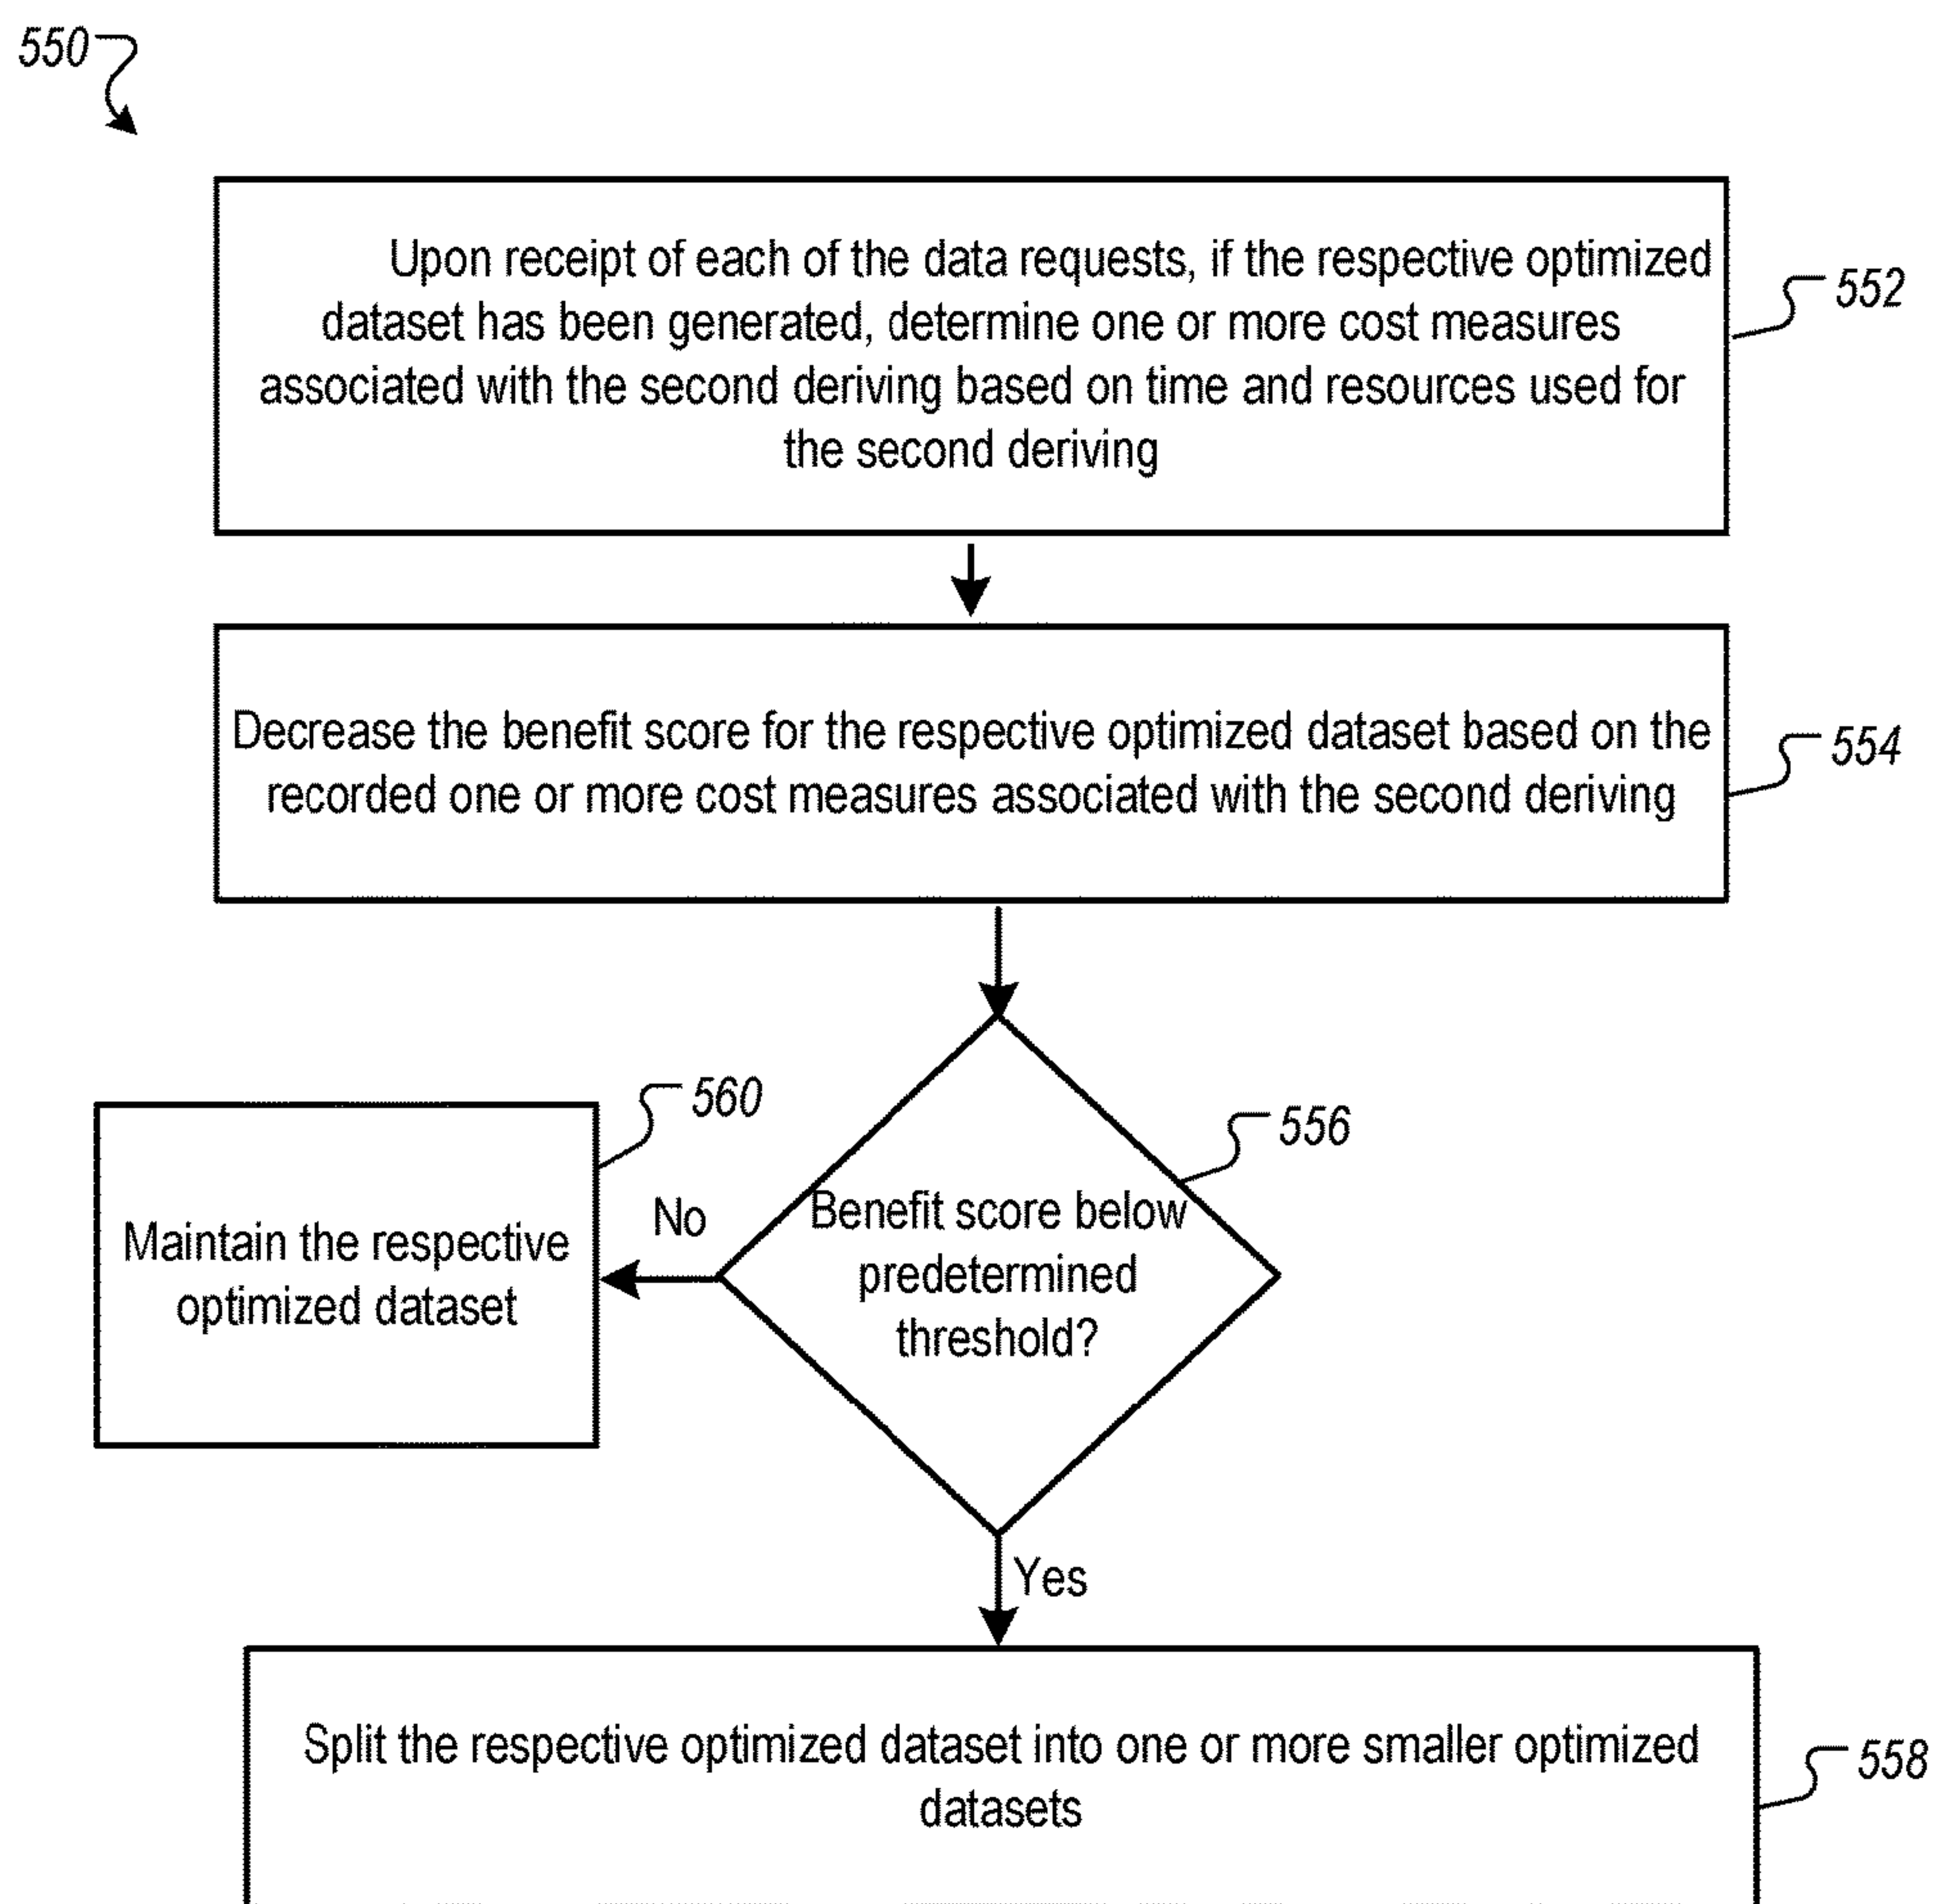 550
Upon receipt of each of the data requests, if the respective optimized
dataset has been generated, determine one or more cost measures
associated with the second deriving based on time and resources used for
the second deriving
552
Decrease the benefit score for the respective optimized dataset based on the
recorded one or more cost measures associated with the second deriving
554
560
Maintain the respective
optimized dataset
No
556
Benefit score below
predetermined
threshold?
Yes
Split the respective optimized dataset into one or more smaller optimized
datasets
558